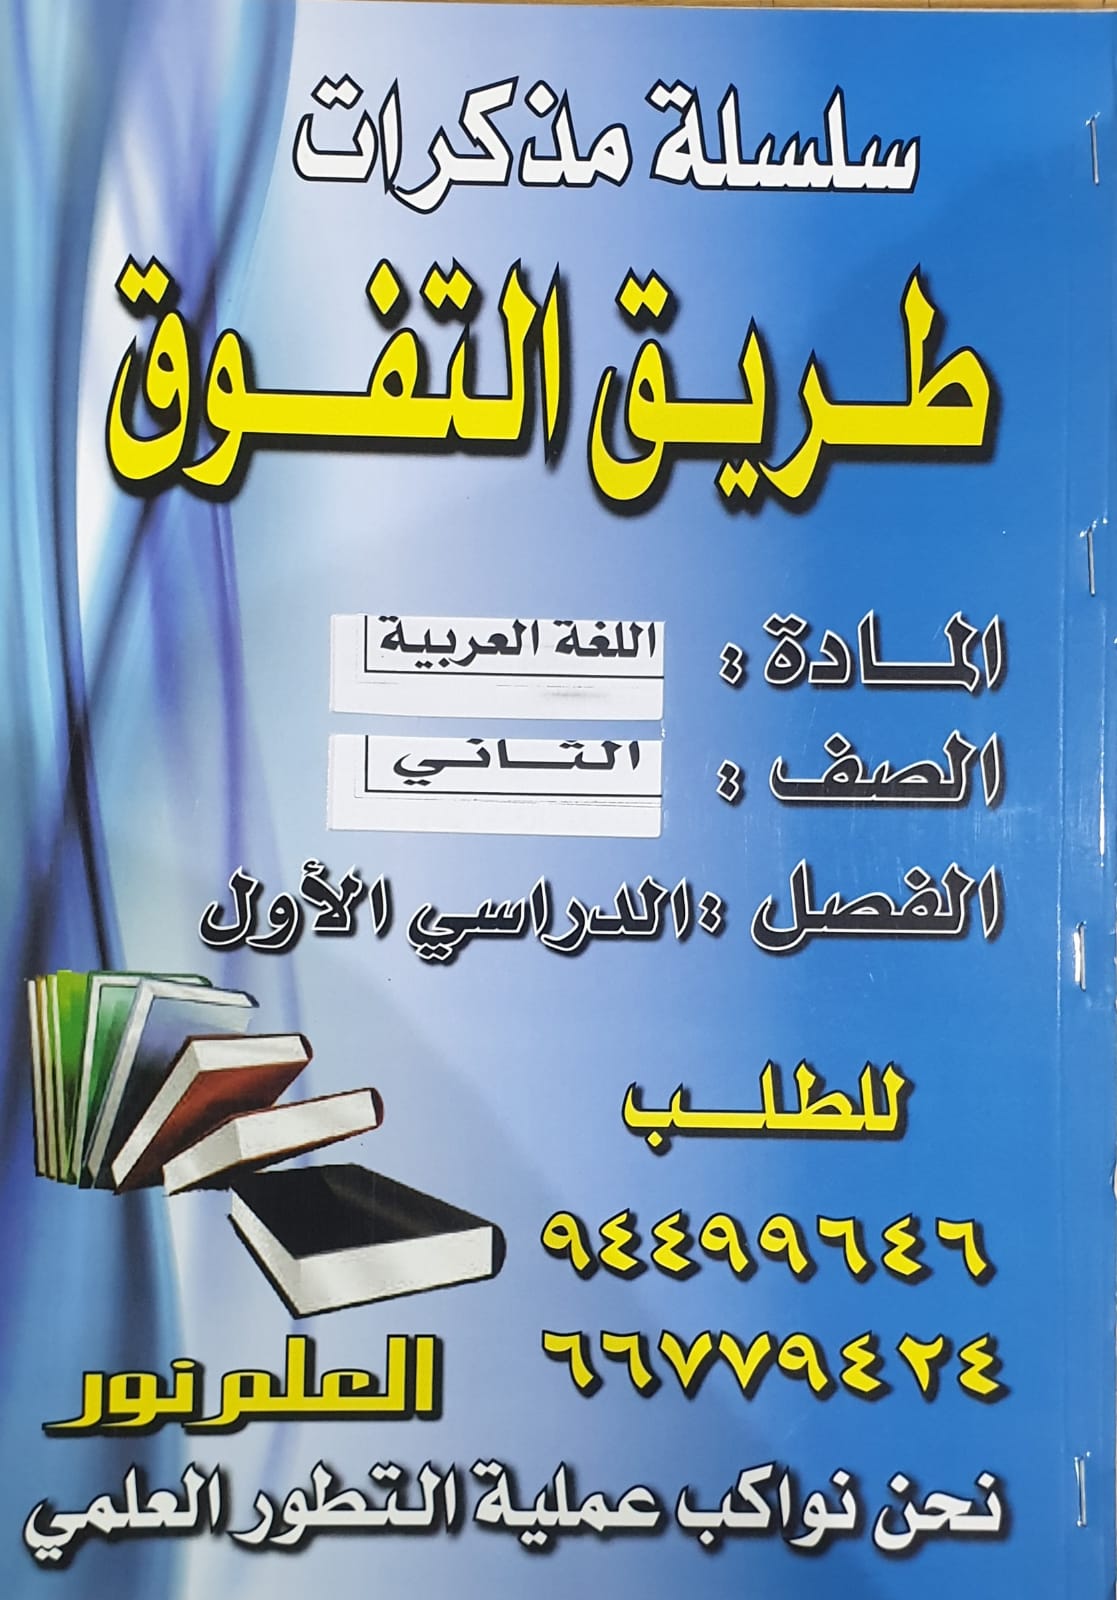 سلسلة مذكرات
طريق التفوق
المادة : اللغة العربية
الصف : الثاني
الفصل : الدراسي الأول
للطلب
٩٤٤٩٩٦٤٦
٦٦٧٧٩٤٢٤
العلم نور
نحن نواكب عملية التطور العلمي